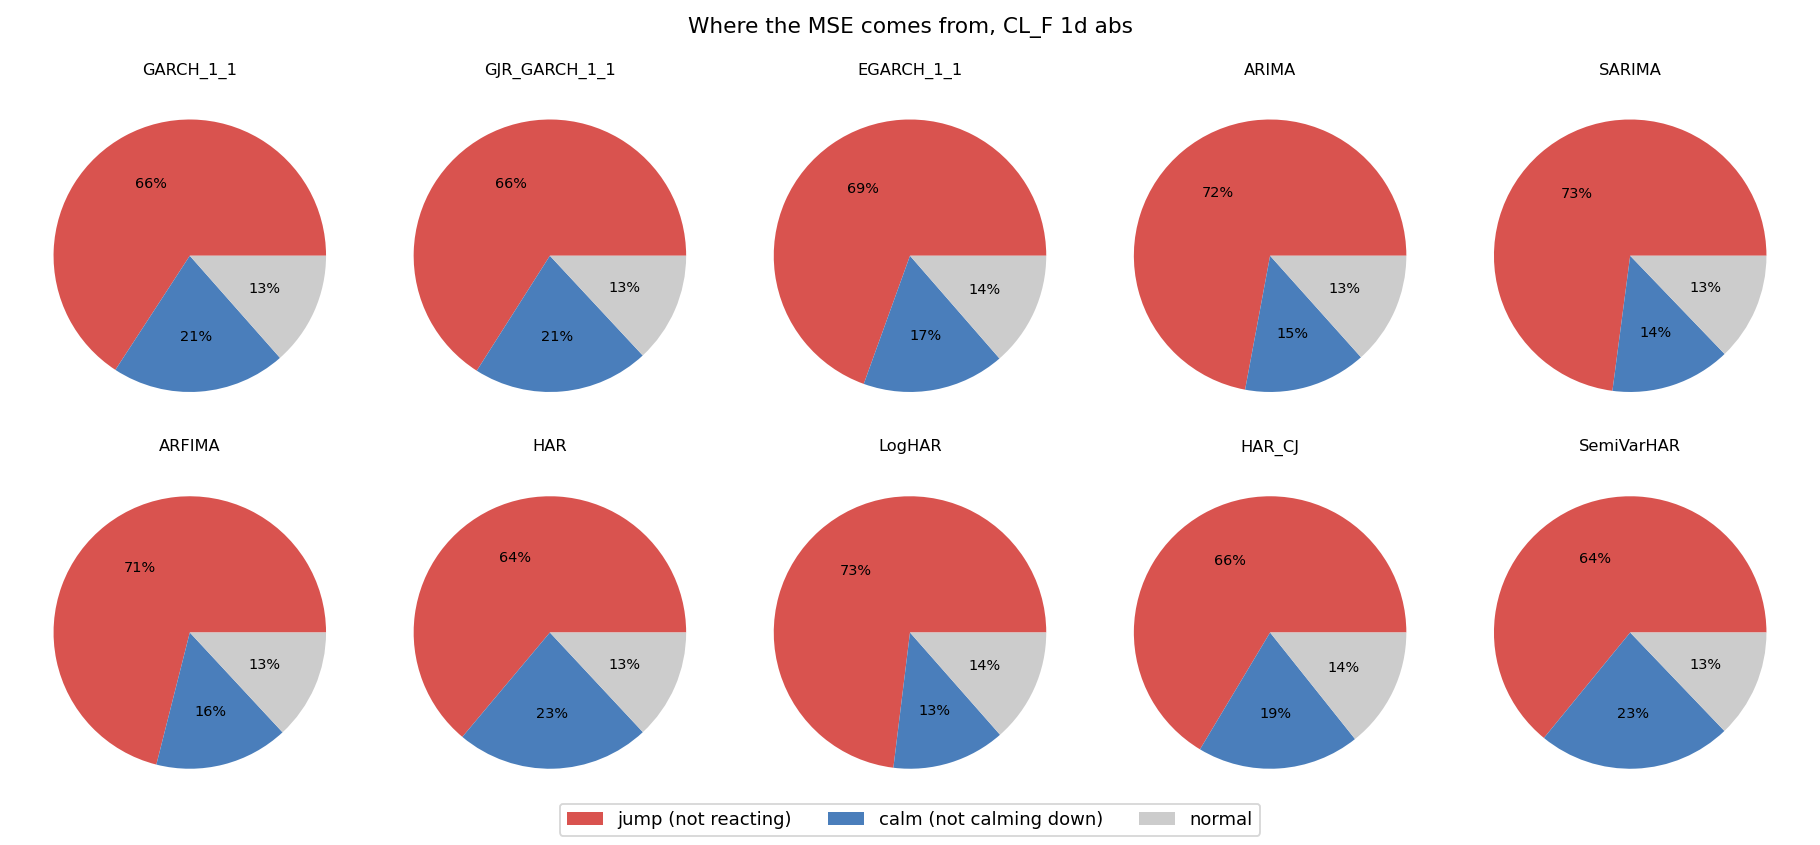 Where the MSE comes from, CL_F 1d abs
GARCH_1_1
GJR_GARCH_1_1
EGARCH_1_1
ARIMA
SARIMA
66%
21%
13%
66%
21%
13%
69%
17%
14%
72%
15%
13%
73%
14%
13%
ARFIMA
HAR
LogHAR
HAR_CJ
SemiVarHAR
71%
16%
13%
64%
23%
13%
73%
13%
14%
66%
19%
14%
64%
23%
13%
jump (not reacting)
calm (not calming down)
normal